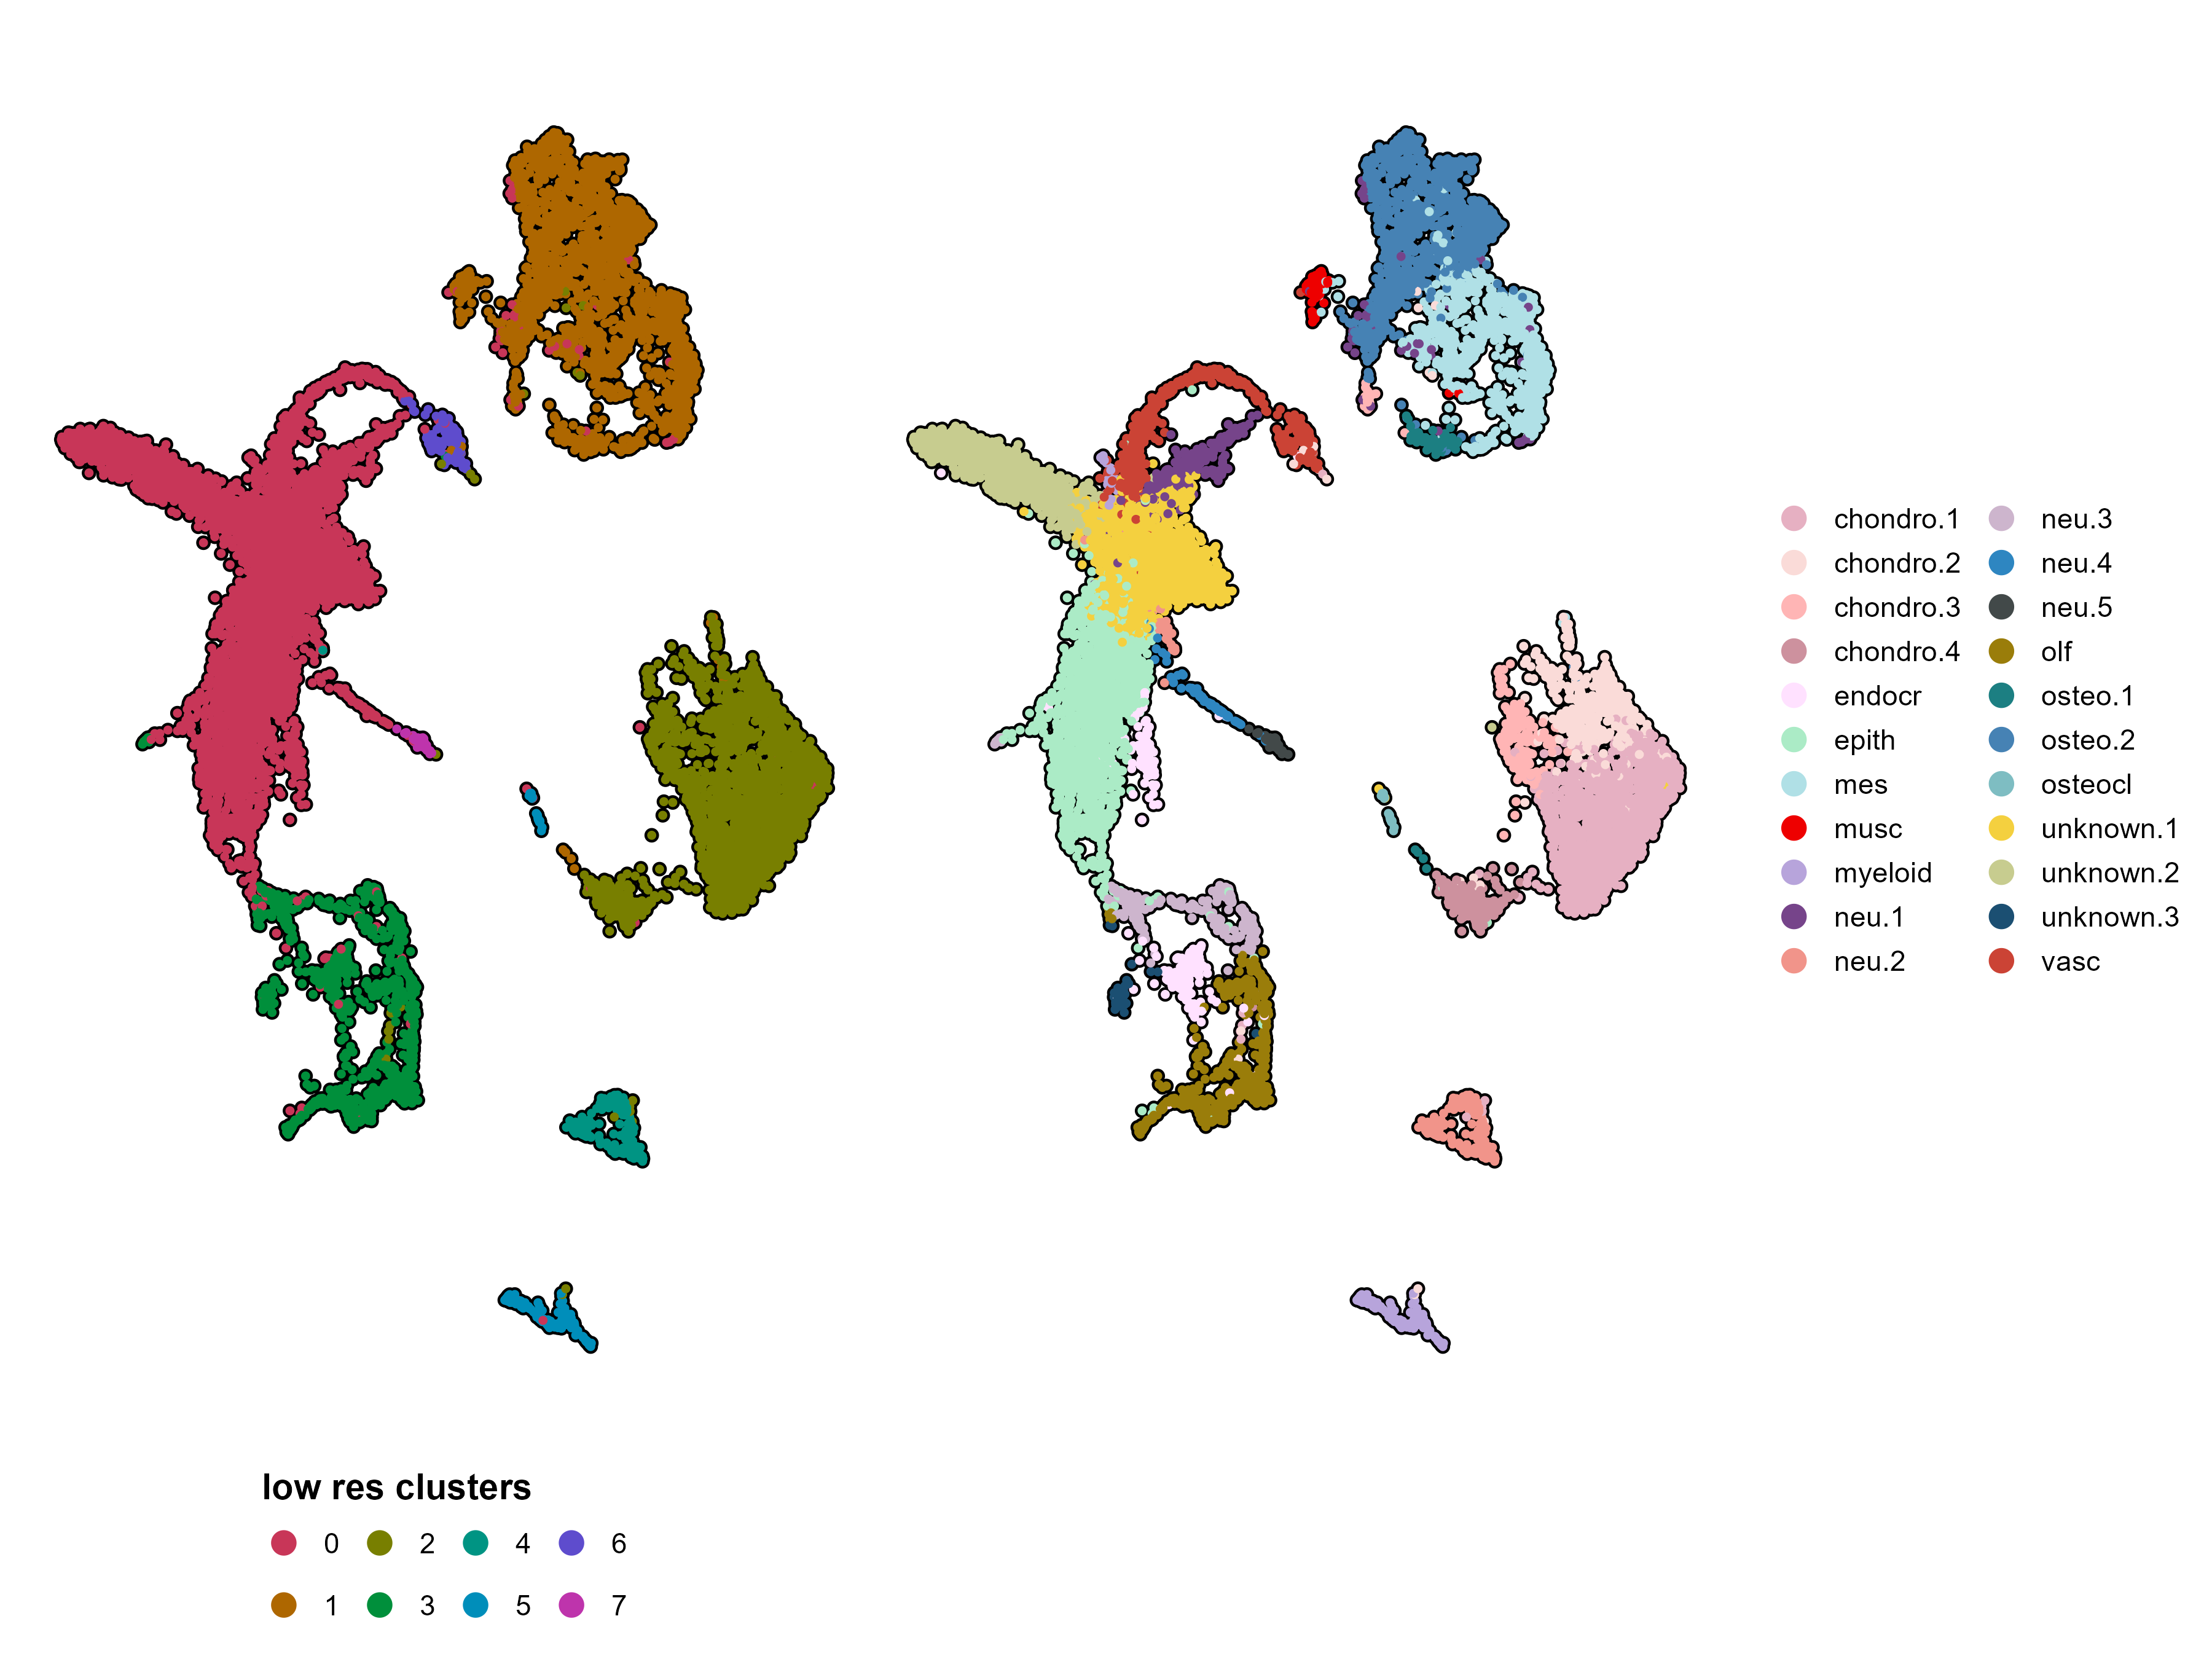 chondro.1 neu.3
chondro.2 neu.4
chondro.3 neu.5
chondro.4 olf
endocr osteo.1
epith osteo.2
mes osteocl
musc unknown.1
myeloid unknown.2
neu.1 unknown.3
neu.2 vasc
low res clusters
0 2 4 6
1 3 5 7